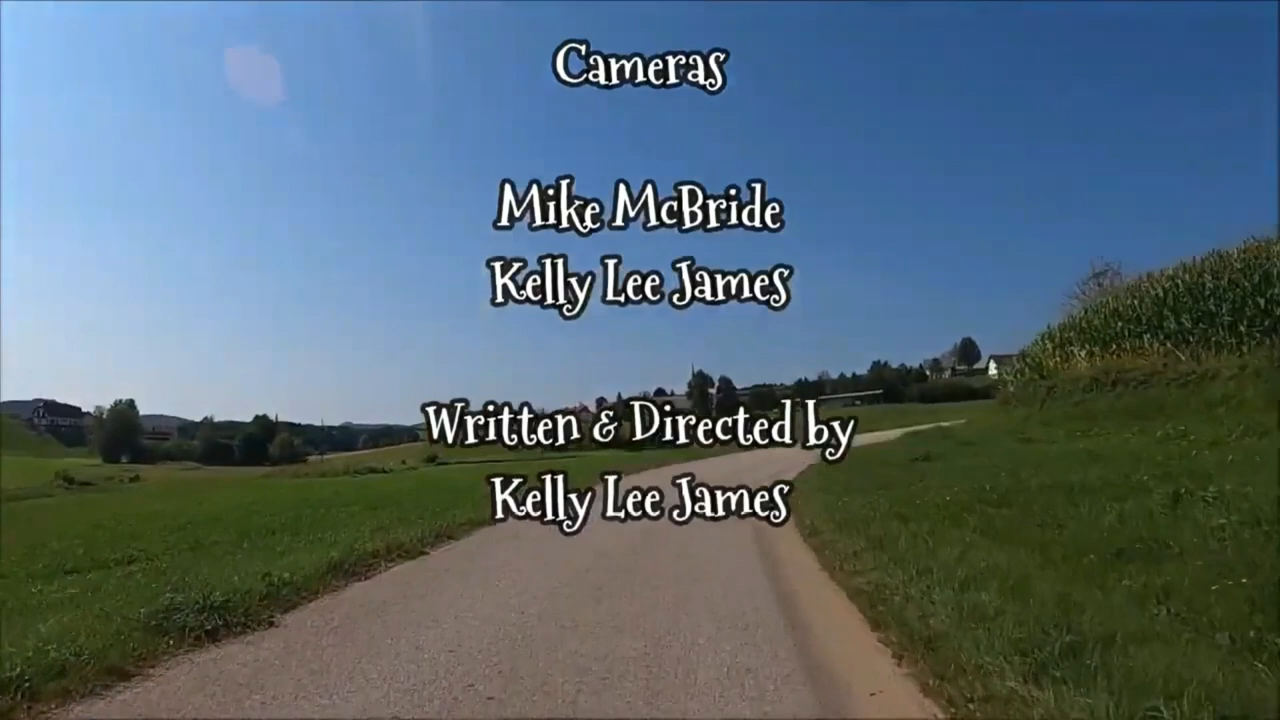 Cameras
Mike McBride
Kelly Lee James
Written & Directed by
Kelly Lee James